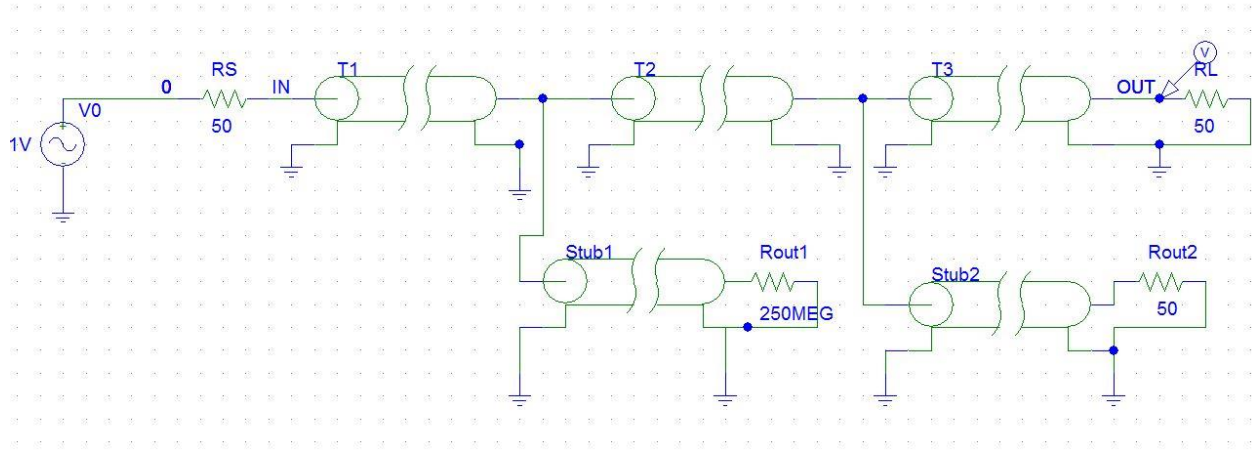 RS
T1
T2
T3
V
RL
0
IN
OUT
V0
50
50
1V
Stub1
Rout1
Stub2
Rout2
250MEG
50